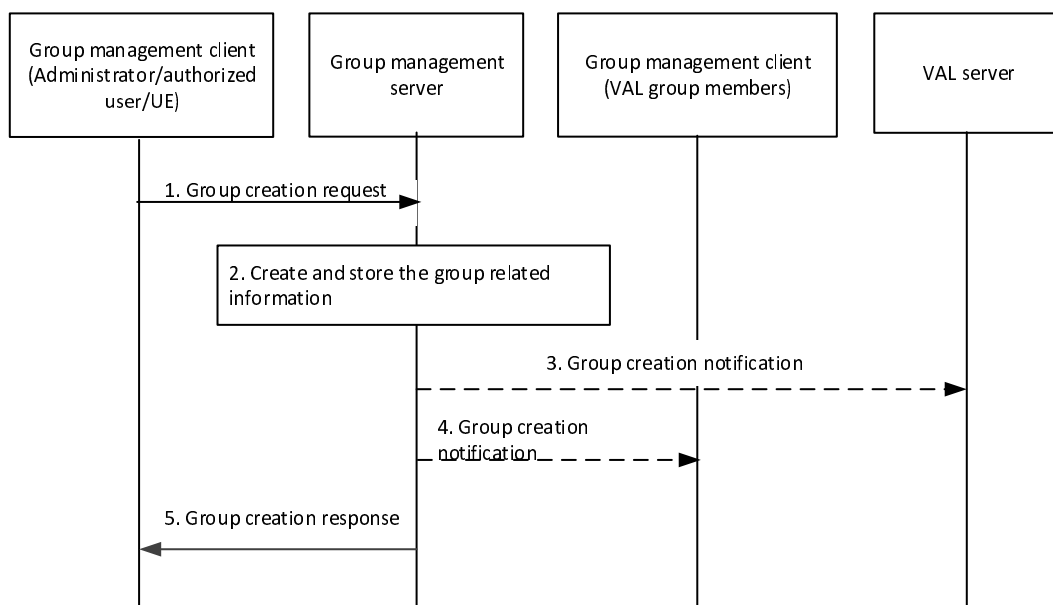 Group management client
(Administrator/authorized
user/UE)
Group management
server
Group management client
(VAL group members)
VAL server
1. Group creation request
2. Create and store the group related
information
3. Group creation notification
4. Group creation
notification
5. Group creation response